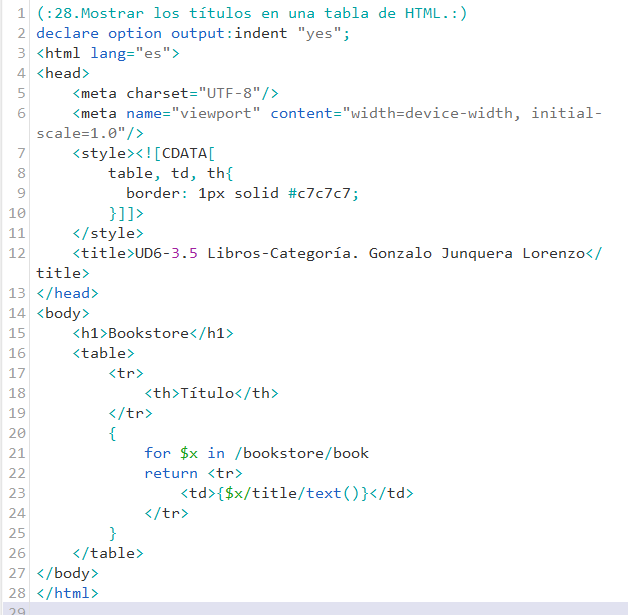 1 (:28.Mostrar los títulos en una tabla de HTML.:)
2 declare option output:indent "yes";
3 <html lang="es">
4 <head>
5     <meta charset="UTF-8"/>
6     <meta name="viewport" content="width=device-width, initial-
scale=1.0"/>
7     <style><![CDATA[
8         table, td, th{
9           border: 1px solid #c7c7c7;
10         }]]>
11     </style>
12     <title>UD6-3.5 Libros-Categoría. Gonzalo Junquera Lorenzo</
title>
13 </head>
14 <body>
15     <h1>Bookstore</h1>
16     <table>
17         <tr>
18             <th>Título</th>
19         </tr>
20         {
21             for $x in /bookstore/book
22             return <tr>
23                 <td>{$x/title/text()}</td>
24             </tr>
25         }
26     </table>
27 </body>
28 </html>
29